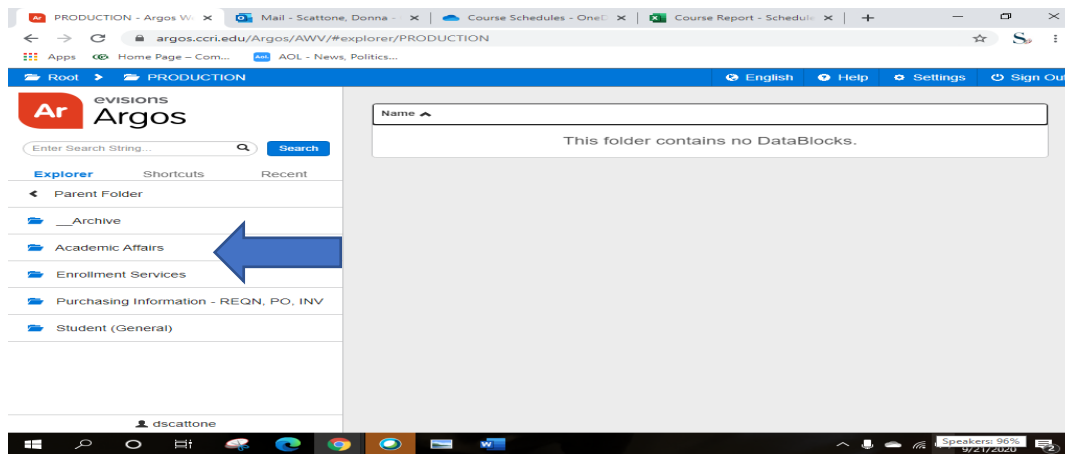 PRODUCTION - Argos W
Mail - Scattone, Donna -
Course Schedules - OneD
Course Report - Schedule
argos.ccri.edu/Argos/AWV/#explorer/PRODUCTION
Apps
Home Page – Com...
AOL - News, Politics...
Root > PRODUCTION
English
Help
Settings
Sign Ou
Ar evisions
Argos
Enter Search String...
Search
Explorer Shortcuts Recent
Parent Folder
__Archive
Academic Affairs
Enrollment Services
Purchasing Information - REQN, PO, INV
Student (General)
dscattone
Name
This folder contains no DataBlocks.
Speakers: 96%
9/21/2020